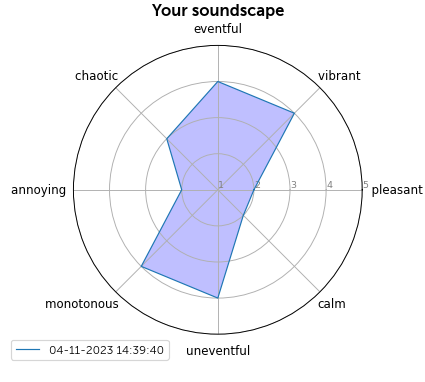 Your soundscape
eventful
chaotic
vibrant
annoying
1
2
3
4
5
pleasant
monotonous
calm
uneventful
04-11-2023 14:39:40